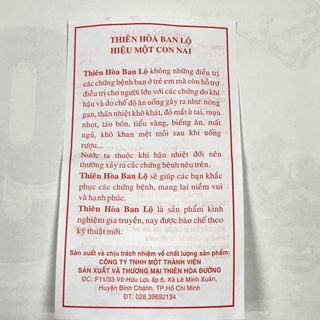 THIÊN HÒA BAN LỘ
HIỆU MỘT CON NAI
Thiên Hòa Ban Lộ không những điều trị
các chứng bệnh ban ở trẻ em mà còn hỗ trợ
điều trị cho người lớn với các chứng do khí
hậu và do chế độ ăn uống gây ra như: nóng
gan, thân nhiệt khô khát, đỏ mắt ù tai, mụn
nhọt, táo bón, tiểu vàng, biếng ăn, mất
ngủ, khô khan mệt mỏi sau khi uống
rượu...
Nước ta thuộc khí hậu nhiệt đới nên
thường xảy ra các chứng bệnh nêu trên.
Thiên Hòa Ban Lộ sẽ giúp các bạn khắc
phục các chứng bệnh, mang lại niềm vui
và hạnh phúc.
Thiên Hòa Ban Lộ là sản phẩm kinh
nghiệm gia truyền, nay được bào chế theo
kỹ thuật mới.
Sản xuất và chịu trách nhiệm về chất lượng sản phẩm:
CÔNG TY TNHH MỘT THÀNH VIÊN
SẢN XUẤT VÀ THƯƠNG MẠI THIÊN HÒA ĐƯỜNG
ĐC: F11/33 Võ Hữu Lợi, ấp 6, Xã Lê Minh Xuân,
Huyện Bình Chánh, TP.Hồ Chí Minh
ĐT: 028.39692134